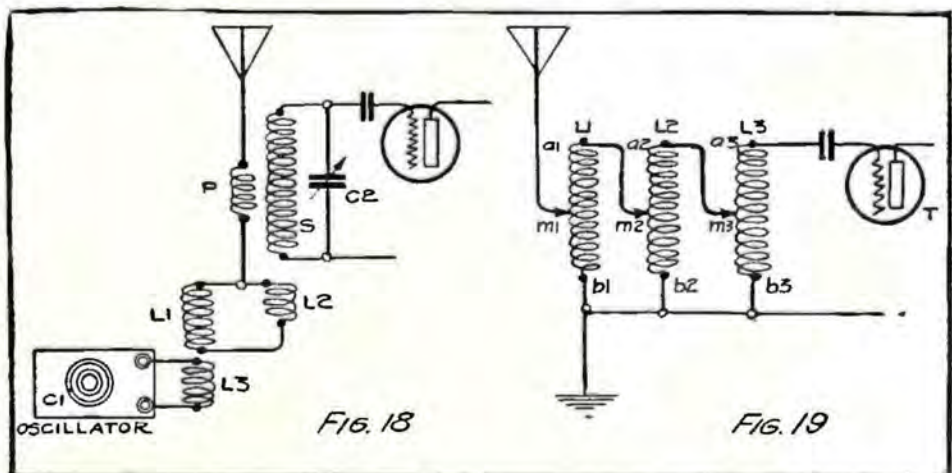 P
S
C2
L1
L2
L3
C1
OSCILLATOR
FIG. 18
L1 L2 L3
a1 a2 a3
m1 m2 m3
T
b1 b2 b3
FIG. 19